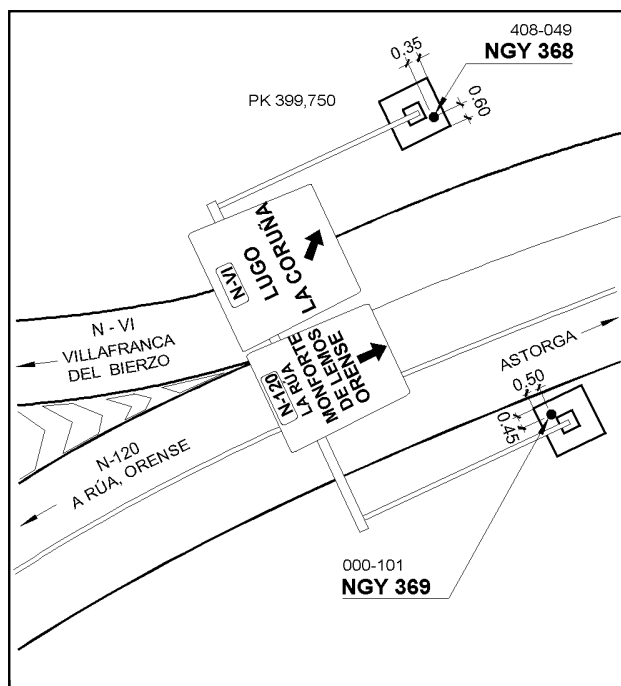 408-049
NGY 368
0.35
0.60
PK 399,750
N-VI
LUGO
LA CORUÑA
N-120
LA RUA
MONFORTE
DE LEMOS
ORENSE
N - VI
VILLAFRANCA
DEL BIERZO
ASTORGA
0.50
0.45
N-120
A RÚA, ORENSE
000-101
NGY 369